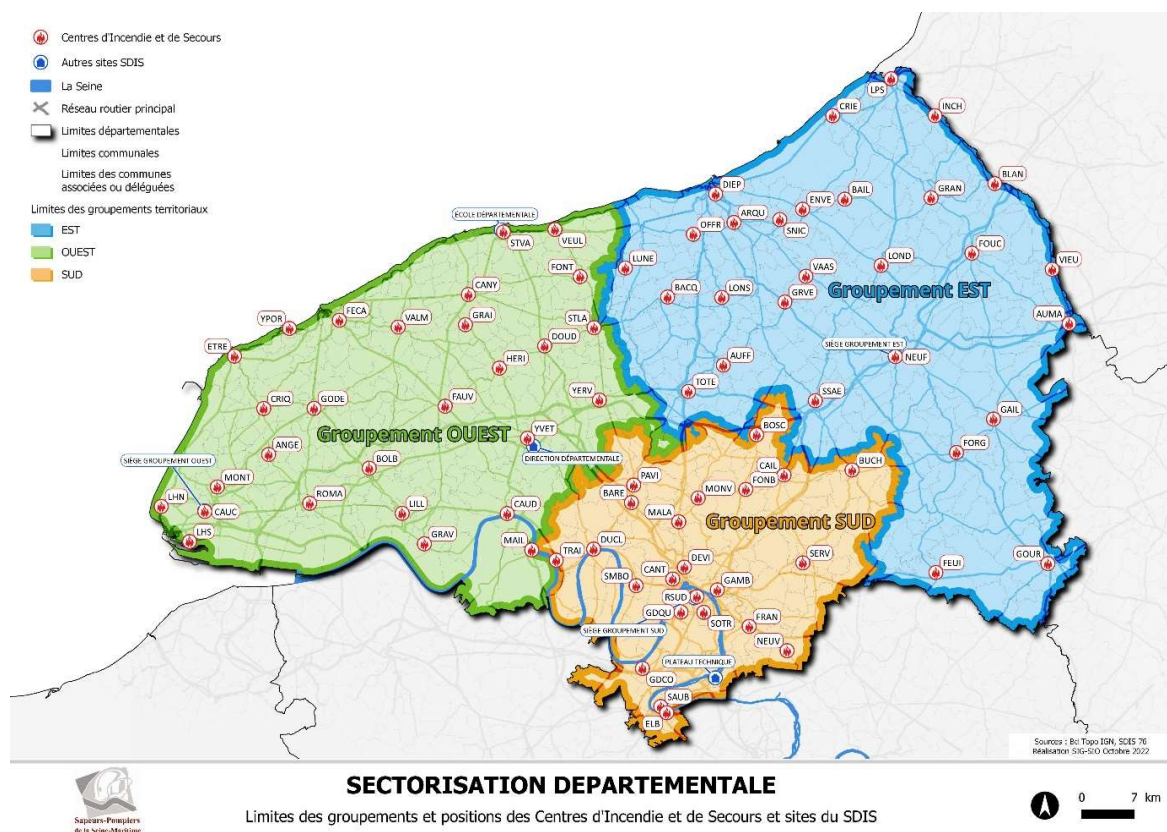 Centres d'Incendie et de Secours
Autres sites SDIS
La Seine
Réseau routier principal
Limites départementales
Limites communales
Limites des communes
associées ou déléguées
Limites des groupements territoriaux
EST
OUEST
SUD
LPS
CRIE
INCH
BLAN
DIEP
BAIL
GRAN
ENVE
ARQU
SNIC
OFFR
ÉCOLE DÉPARTEMENTALE
STVA
VEUL
FOUC
LOND
VIEU
LUNE
FONT
VAAS
BACQ
LONS
GRVE
Groupement EST
CANY
YPOR
FECA
VALM
GRAI
STLA
AUMA
DOUD
SIÈGE GROUPEMENT EST
NEUF
ETRE
HERI
AUFF
TOTE
SSAE
YERV
CRIQ
GODE
FAUV
GAIL
Groupement OUEST
YVET
BOSC
FORG
ANGE
DIRECTION DÉPARTEMENTALE
SIÈGE GROUPEMENT OUEST
BOLB
CAIL
BUCH
MONT
PAVI
FONB
BARE
MONV
LHN
CAUC
ROMA
LILL
CAUD
MALA
Groupement SUD
LHS
GRAV
MAIL
TRAI
DUCL
DEVI
SERV
GOUR
SMBO
CANT
FEUI
GAMB
RSUD
GDQU
SOTR
FRAN
SIÈGE GROUPEMENT SUD
NEUV
PLATEAU TECHNIQUE
GDCO
SAUB
ELB
Sources : Bd Topo IGN, SDIS 76
Réalisation SIG-SIO Octobre 2022
SECTORISATION DEPARTEMENTALE
Limites des groupements et positions des Centres d'Incendie et de Secours et sites du SDIS
0 7 km
Sapeurs-Pompiers
de la Seine-Maritime